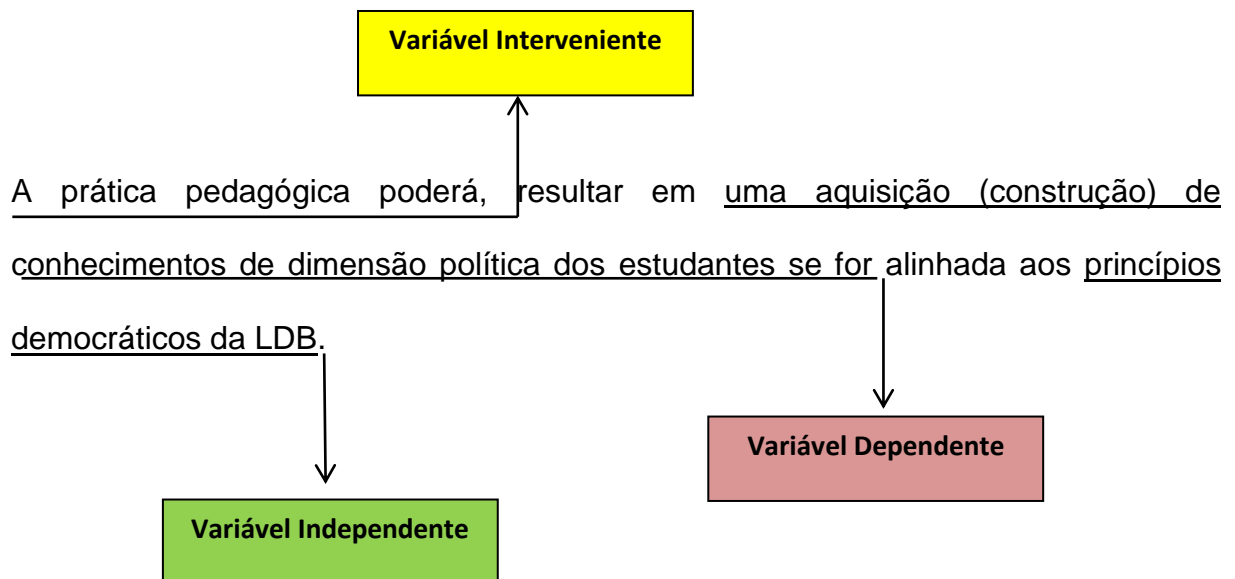 Variável Interveniente
A prática pedagógica poderá, resultar em uma aquisição (construção) de
conhecimentos de dimensão política dos estudantes se for alinhada aos princípios
democráticos da LDB.
Variável Dependente
Variável Independente